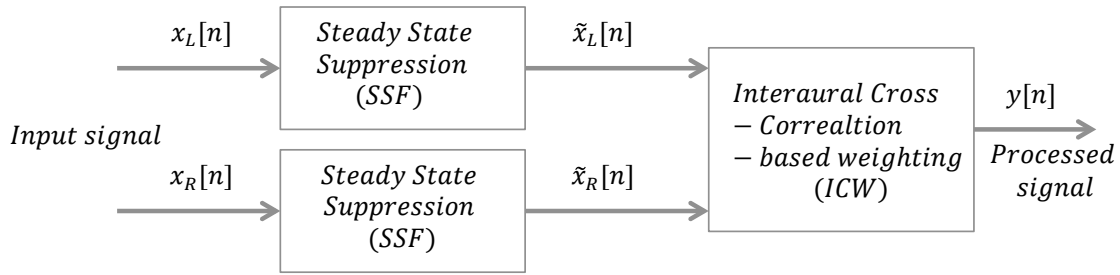 x_L[n]
Steady State
Suppression
(SSF)
x̃_L[n]
Input signal
Interaural Cross
– Correaltion
– based weighting
(ICW)
y[n]
Processed
signal
x_R[n]
Steady State
Suppression
(SSF)
x̃_R[n]